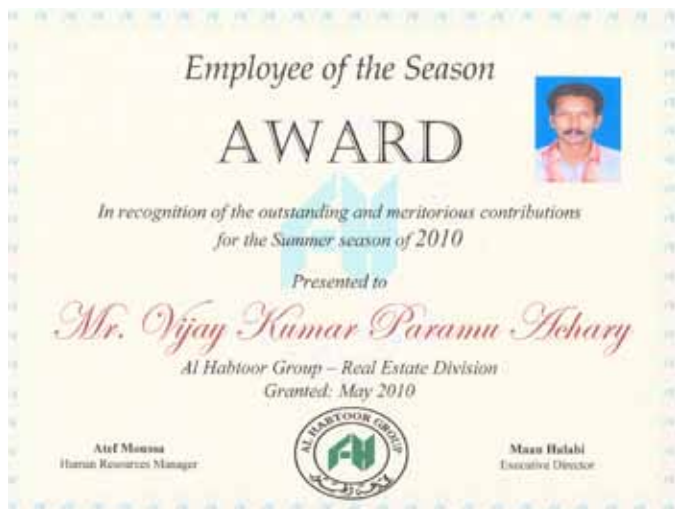 Employee of the Season
AWARD
In recognition of the outstanding and meritorious contributions
for the Summer season of 2010
Presented to
Mr. Vijay Kumar Paramu Achary
Al Habtoor Group – Real Estate Division
Granted: May 2010
AL HABTOOR GROUP
Atef Moussa
Human Resources Manager
Maan Halabi
Executive Director